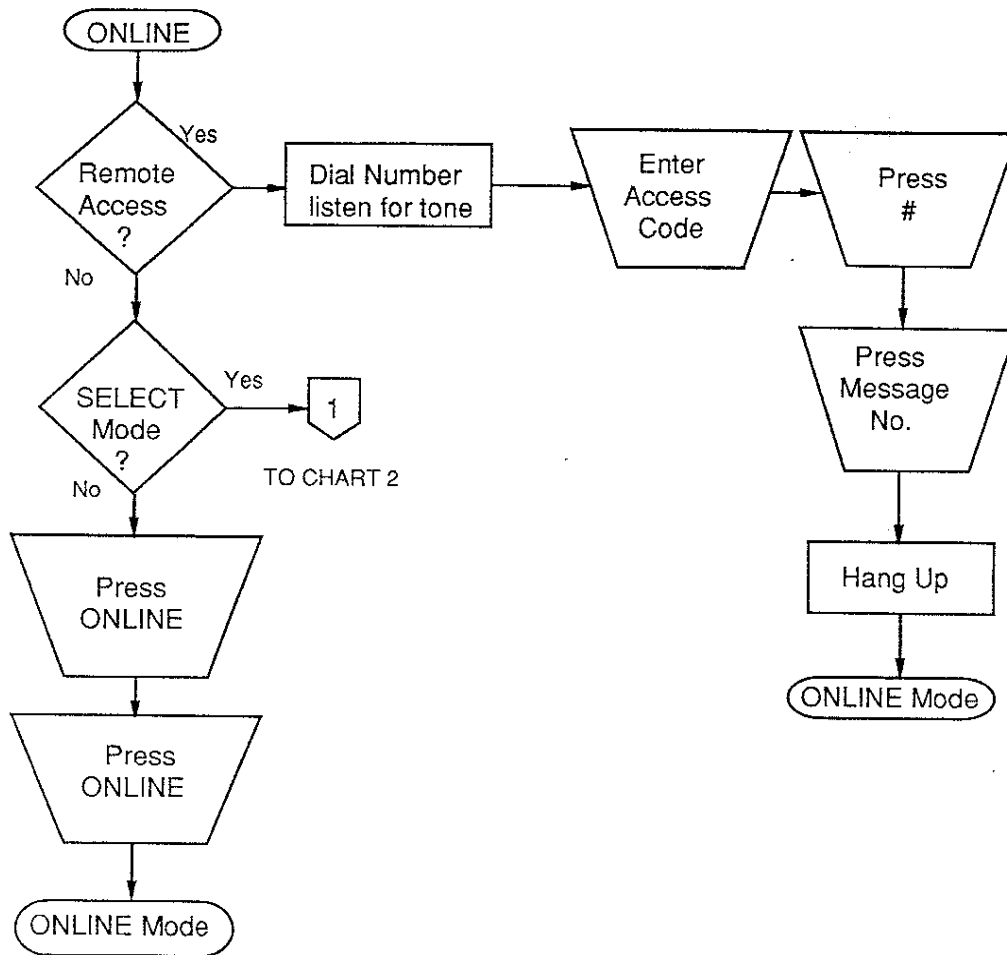 ONLINE
Yes
Remote
Access
?
No
Dial Number
listen for tone
Enter
Access
Code
Press
#
Press
Message
No.
Hang Up
ONLINE Mode
SELECT
Mode
?
Yes
1
TO CHART 2
No
Press
ONLINE
Press
ONLINE
ONLINE Mode